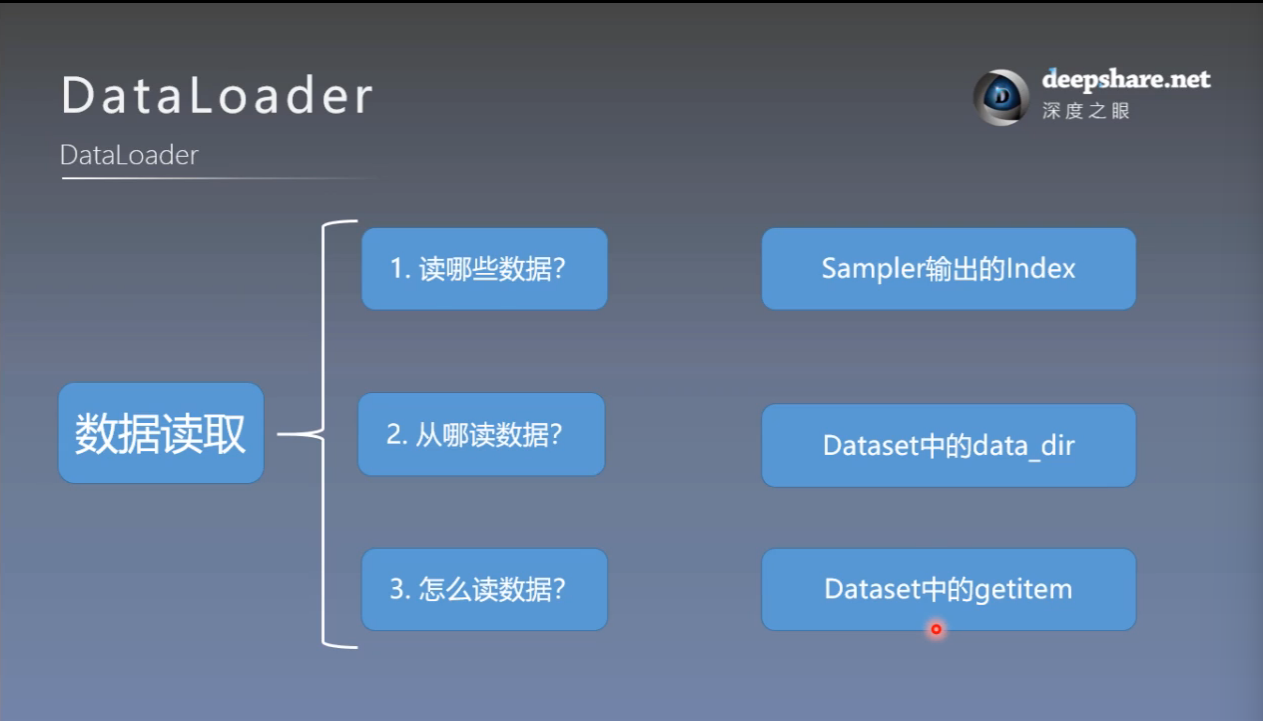 DataLoader
DataLoader
deepshare.net
深度之眼
数据读取
1. 读哪些数据?
Sampler输出的Index
2. 从哪读数据?
Dataset中的data_dir
3. 怎么读数据?
Dataset中的getitem